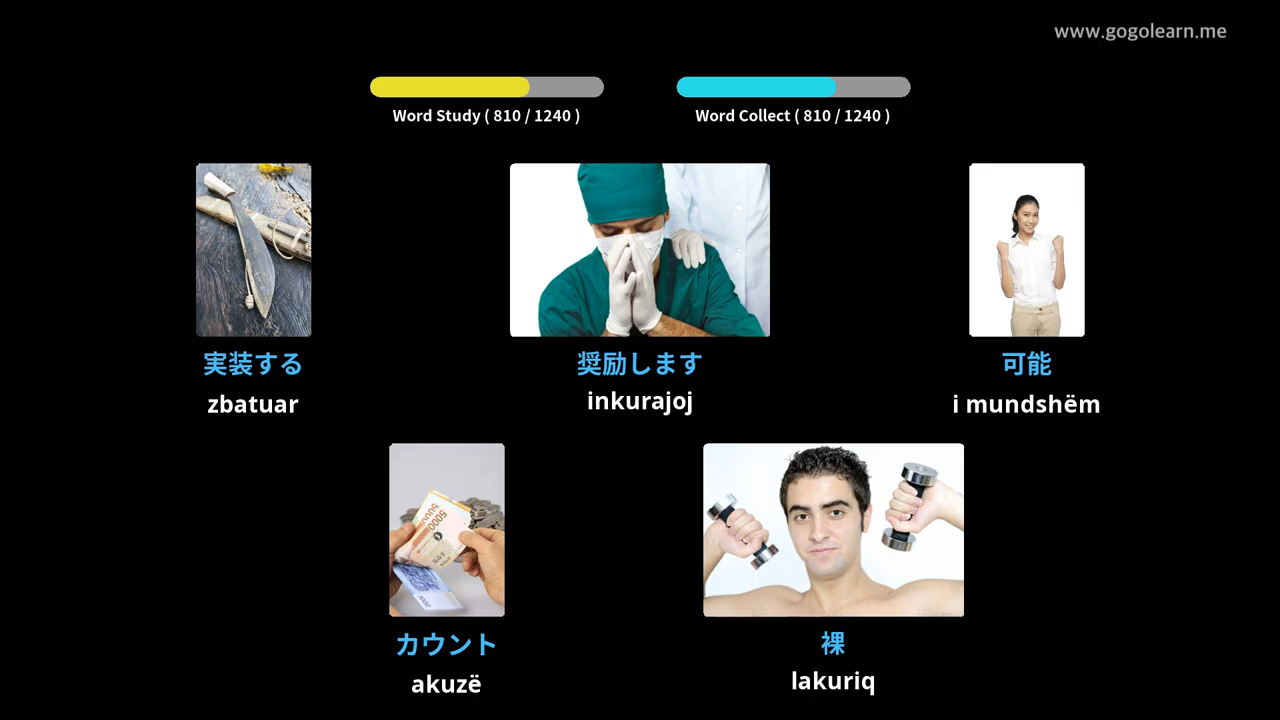 www.gogolearn.me
Word Study ( 810 / 1240 )
Word Collect ( 810 / 1240 )
実装する
奨励します
可能
zbatuar
inkurajoj
i mundshëm
5000
カウント
裸
akuzë
lakuriq